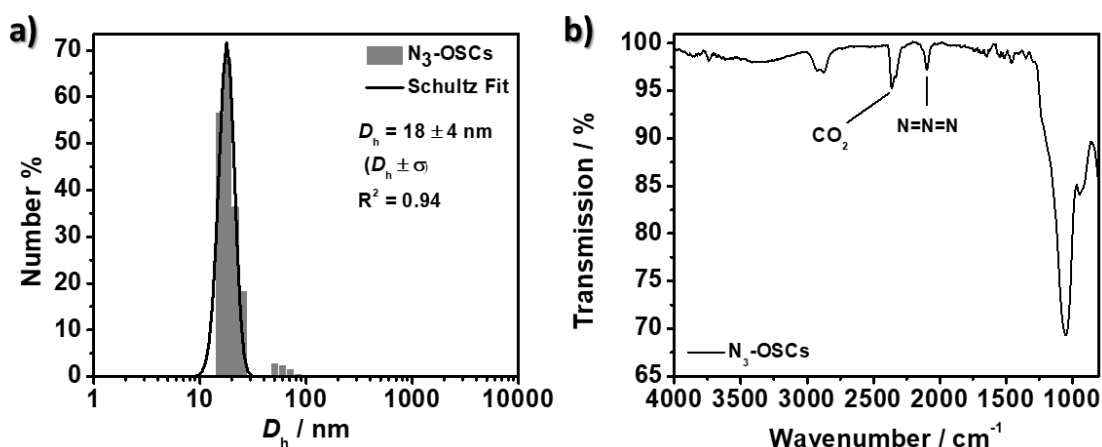 a)
Number %
70
60
50
40
30
20
10
0
1
10
100
1000
10000
Dₕ / nm
N₃-OSCs
Schultz Fit
Dₕ = 18 ± 4 nm
(Dₕ ± σ)
R² = 0.94
b)
Transmission / %
100
95
90
85
80
75
70
65
4000 3500 3000 2500 2000 1500 1000
Wavenumber / cm⁻¹
CO₂
N=N=N
N₃-OSCs